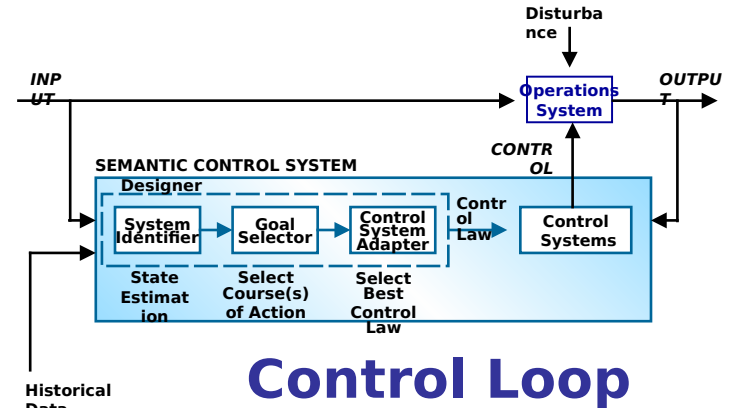 Disturba
nce
INP
UT
OUTPU
T
Operations
System
CONTR
OL
SEMANTIC CONTROL SYSTEM
Designer
System
Identifier
Goal
Selector
Control
System
Adapter
Contr
ol
Law
Control
Systems
State
Estimat
ion
Select
Course(s)
of Action
Select
Best
Control
Law
Control Loop
Historical
Data